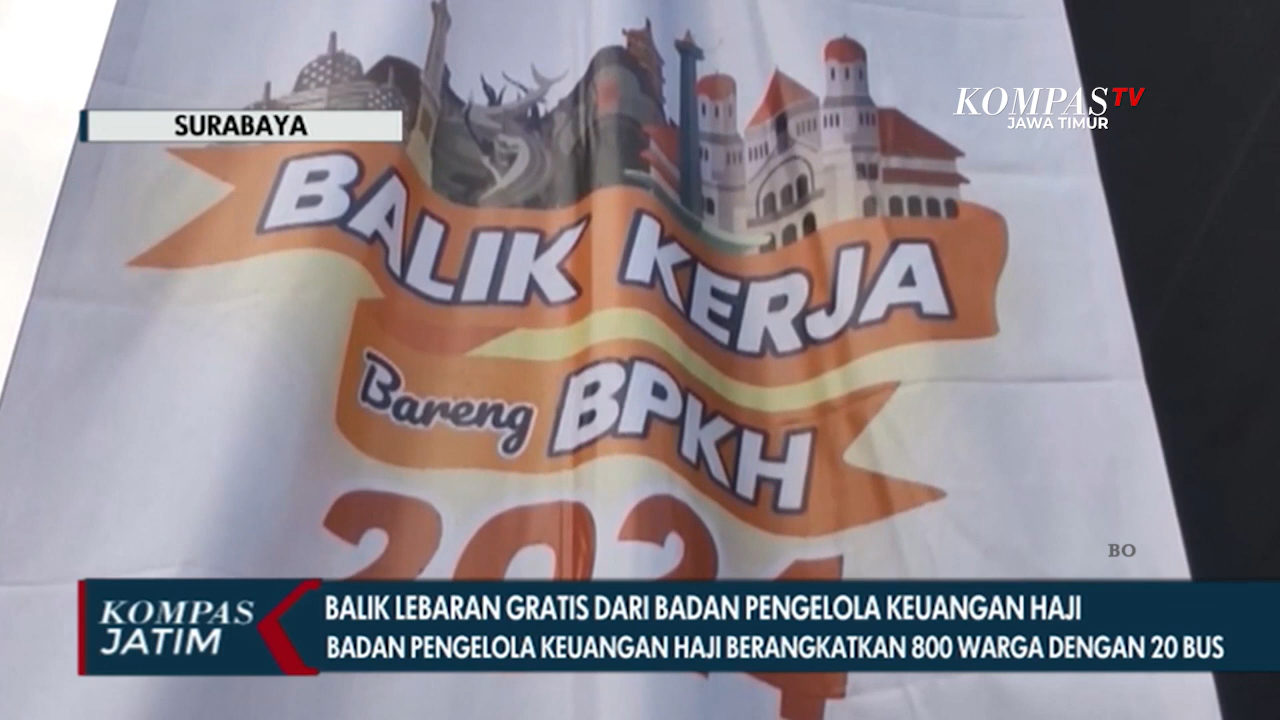 KOMPAS TV
JAWA TIMUR
SURABAYA
BALIK KERJA
Bareng BPKH
2024
BO
KOMPAS
JATIM
BALIK LEBARAN GRATIS DARI BADAN PENGELOLA KEUANGAN HAJI
BADAN PENGELOLA KEUANGAN HAJI BERANGKATKAN 800 WARGA DENGAN 20 BUS